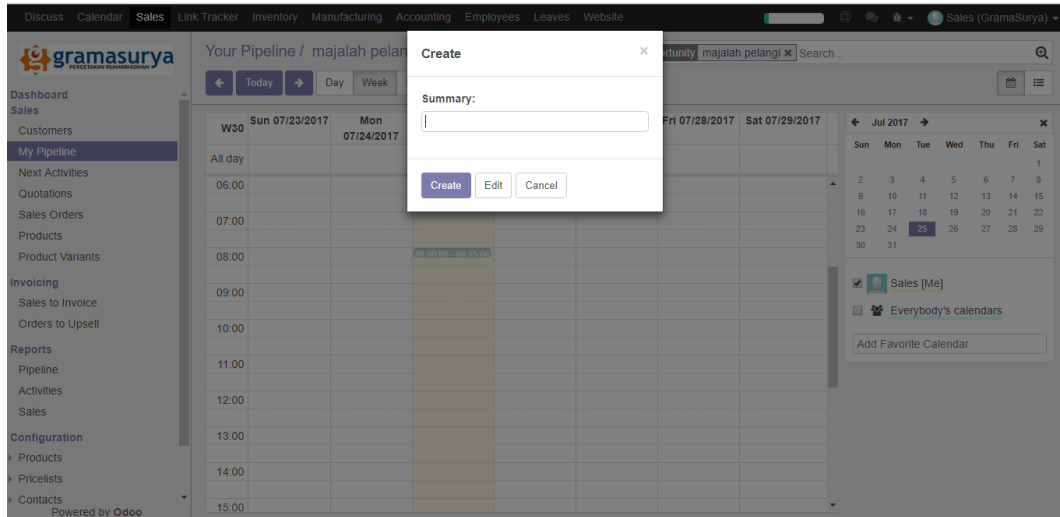 Discuss Calendar Sales Link Tracker Inventory Manufacturing Accounting Employees Leaves Website @ Sales (GramaSurya)
gramasurya
PERCETAKAN MUHAMMADIYAH
Dashboard
Sales
Customers
My Pipeline
Next Activities
Quotations
Sales Orders
Products
Product Variants
Invoicing
Sales to Invoice
Orders to Upsell
Reports
Pipeline
Activities
Sales
Configuration
Products
Pricelists
Contacts
Powered by Odoo
Your Pipeline / majalah pelan
rtunity majalah pelangi × Search...
Today Day Week
Create ×
Summary:
Create Edit Cancel
W30 Sun 07/23/2017 Mon 07/24/2017 Fri 07/28/2017 Sat 07/29/2017
All day
06:00
07:00
08:00
09:00
10:00
11:00
12:00
13:00
14:00
15:00
Jul 2017 ×
Sun Mon Tue Wed Thu Fri Sat
1
2 3 4 5 6 7 8
9 10 11 12 13 14 15
16 17 18 19 20 21 22
23 24 25 26 27 28 29
30 31
Sales [Me]
Everybody's calendars
Add Favorite Calendar